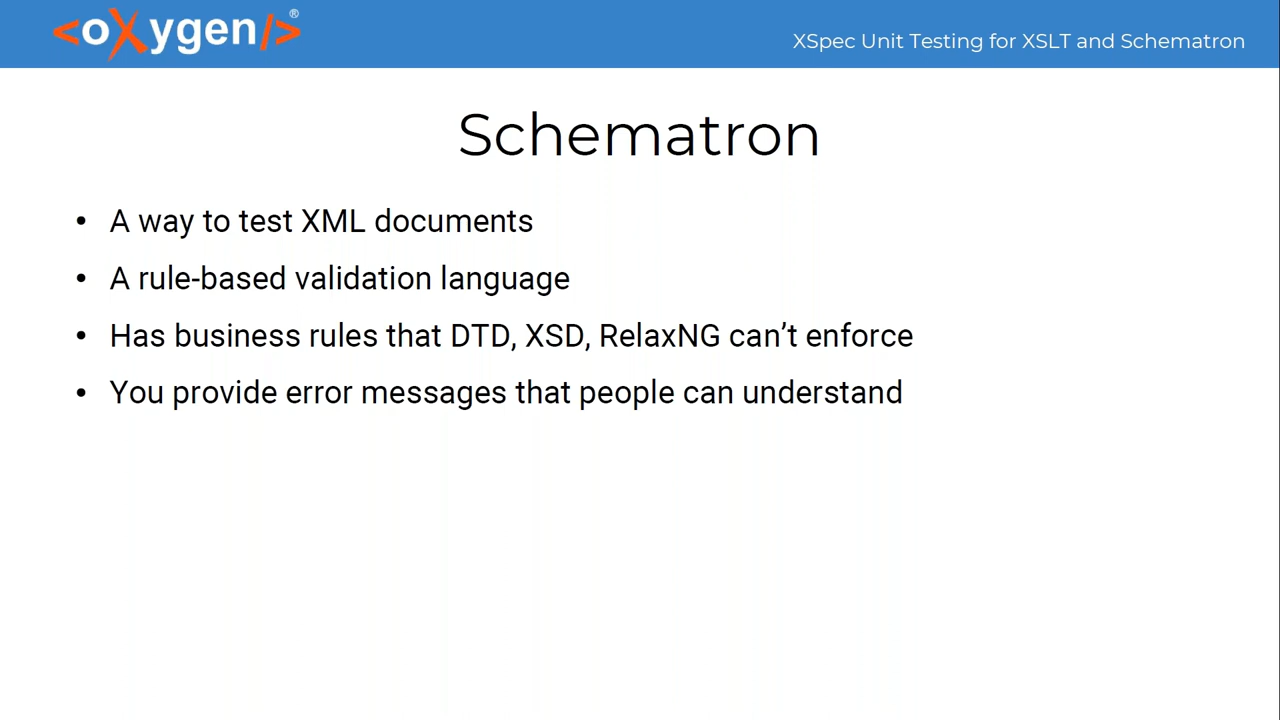 <oXygen/>®
XSpec Unit Testing for XSLT and Schematron
Schematron
• A way to test XML documents
• A rule-based validation language
• Has business rules that DTD, XSD, RelaxNG can’t enforce
• You provide error messages that people can understand